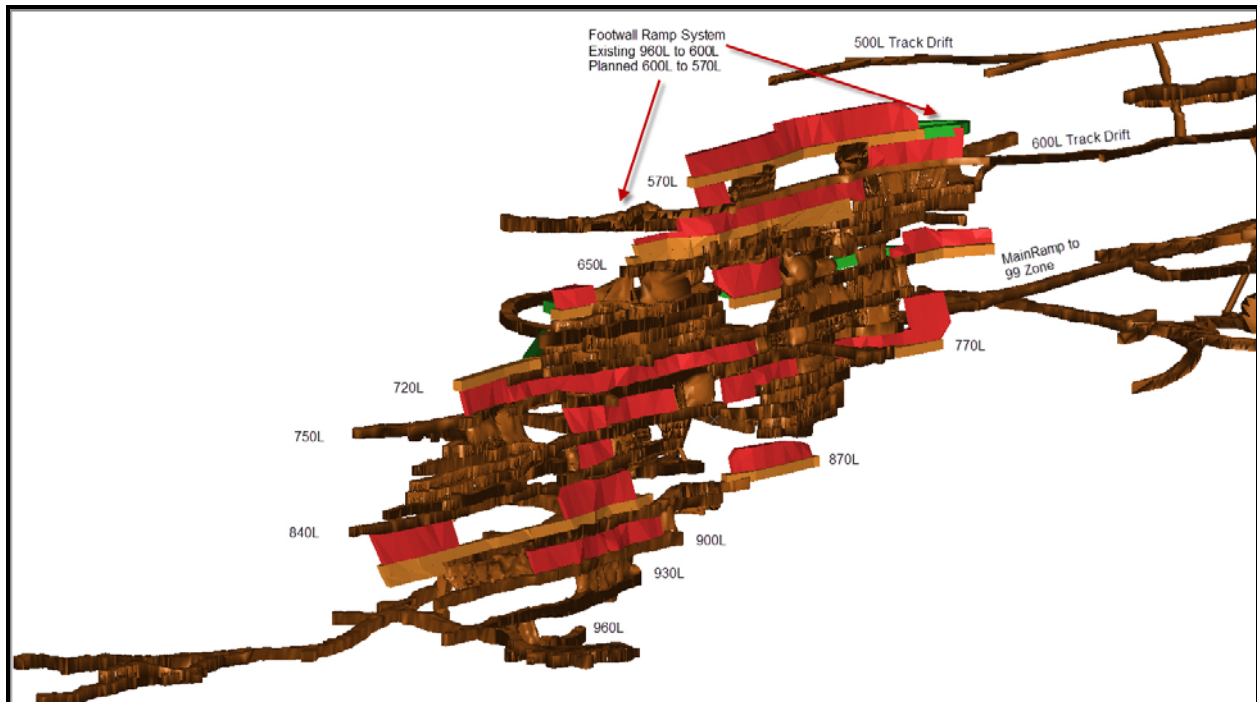 Footwall Ramp System
Existing 960L to 600L
Planned 600L to 570L
500L Track Drift
600L Track Drift
570L
650L
MainRamp to
99 Zone
770L
720L
750L
870L
840L
900L
930L
960L